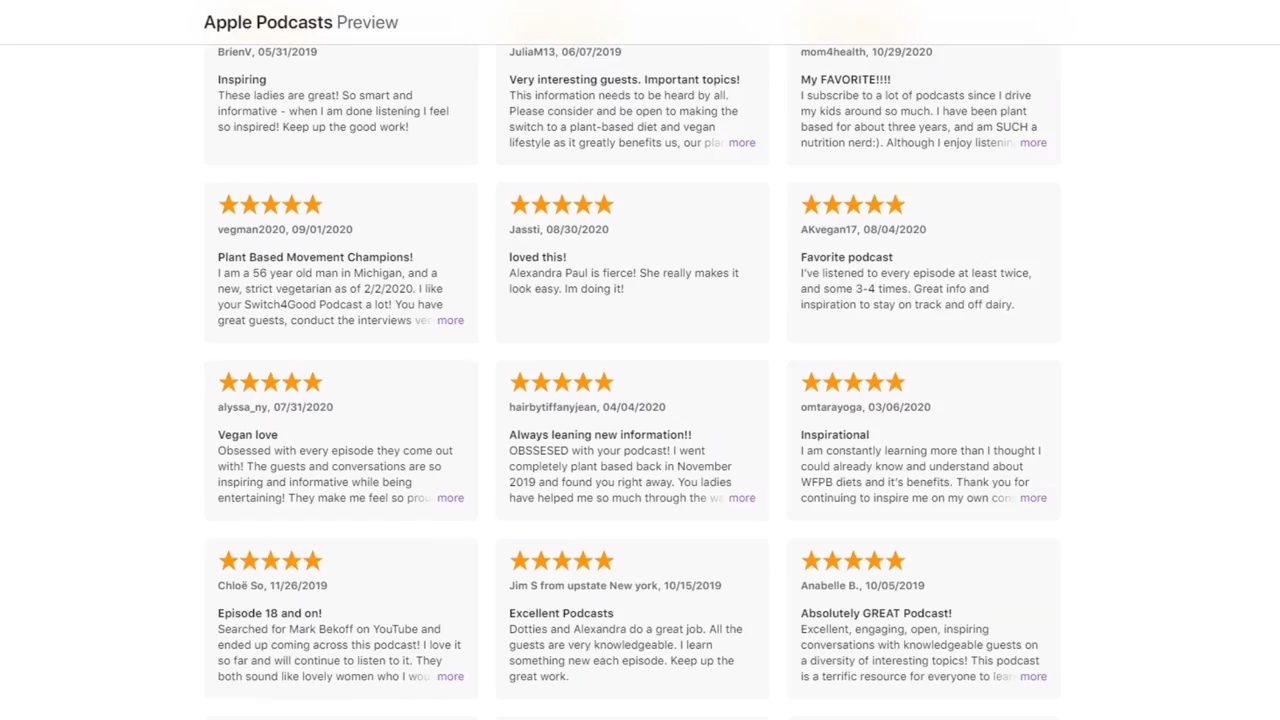 Apple Podcasts Preview
BrienV, 05/31/2019
Inspiring
These ladies are great! So smart and
informative - when I am done listening I feel
so inspired! Keep up the good work!
JuliaM13, 06/07/2019
Very interesting guests. Important topics!
This information needs to be heard by all.
Please consider and be open to making the
switch to a plant-based diet and vegan
lifestyle as it greatly benefits us, our more
mom4health, 10/29/2020
My FAVORITE!!!!
I subscribe to a lot of podcasts since I drive
my kids around so much. I have been plant
based for about three years, and am SUCH a
nutrition nerd:). Although I enjoy more
vegman2020, 09/01/2020
Plant Based Movement Champions!
I am a 56 year old man in Michigan, and a
new, strict vegetarian as of 2/2/2020. I like
your Switch4Good Podcast a lot! You have
great guests, conduct the interviews more
Jassti, 08/30/2020
loved this!
Alexandra Paul is fierce! She really makes it
look easy. Im doing it!
AKvegan17, 08/04/2020
Favorite podcast
I've listened to every episode at least twice,
and some 3-4 times. Great info and
inspiration to stay on track and off dairy.
alyssa_ny, 07/31/2020
Vegan love
Obsessed with every episode they come out
with! The guests and conversations are so
inspiring and informative while being
entertaining! They make me feel so more
hairbytiffanyjean, 04/04/2020
Always leaning new information!!
OBSSESED with your podcast! I went
completely plant based back in November
2019 and found you right away. You ladies
have helped me so much through the more
omtarayoga, 03/06/2020
Inspirational
I am constantly learning more than I thought I
could already know and understand about
WFPB diets and it's benefits. Thank you for
continuing to inspire me on my own more
Chloë So, 11/26/2019
Episode 18 and on!
Searched for Mark Bekoff on YouTube and
ended up coming across this podcast! I love it
so far and will continue to listen to it. They
both sound like lovely women who I more
Jim S from upstate New york, 10/15/2019
Excellent Podcasts
Dotties and Alexandra do a great job. All the
guests are very knowledgeable. I learn
something new each episode. Keep up the
great work.
Anabelle B., 10/05/2019
Absolutely GREAT Podcast!
Excellent, engaging, open, inspiring
conversations with knowledgeable guests on
a diversity of interesting topics! This podcast
is a terrific resource for everyone to more